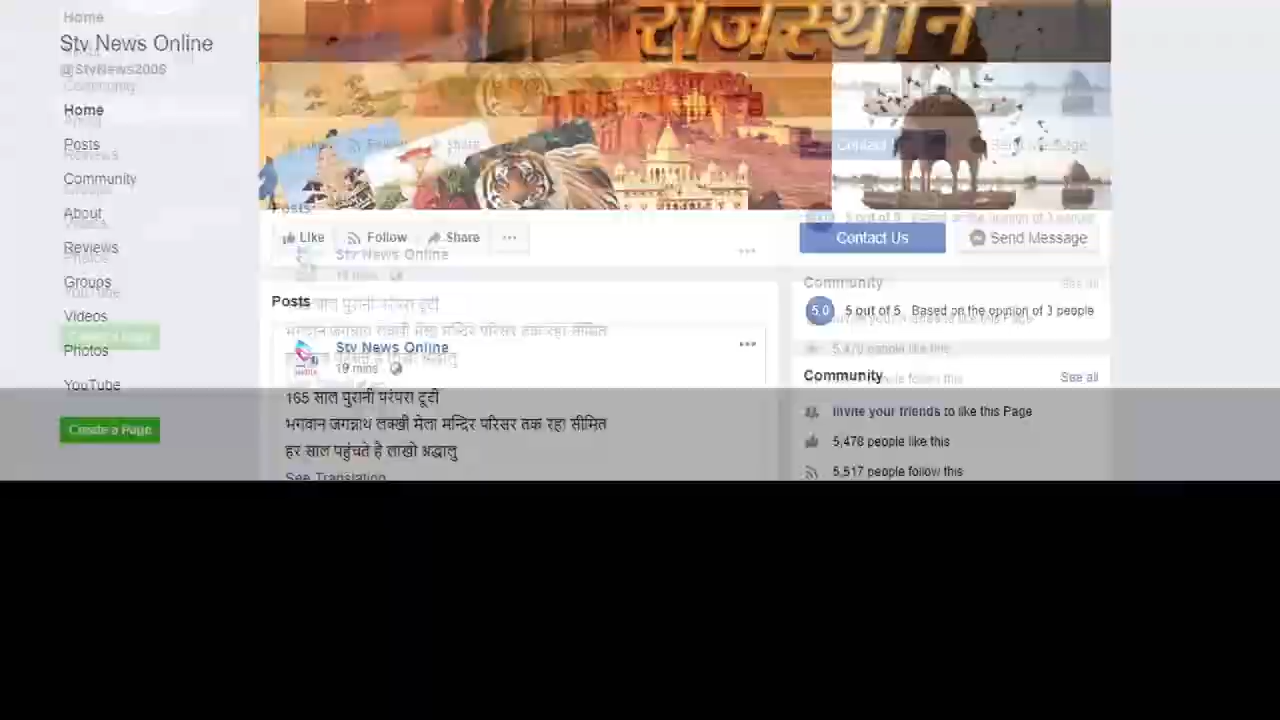 राजस्थान
Home
Stv News Online
@StvNews2006
Home
Posts
Community
About
Reviews
Groups
Videos
Photos
YouTube
Create a Page
Like
Follow
Share
Contact Us
Send Message
Posts
Stv News Online
19 mins
165 साल पुरानी परंपरा टूटी
भगवान जगन्नाथ लक्खी मेला मन्दिर परिसर तक रहा सीमित
हर साल पहुंचते है लाखो श्रद्धालु
See Translation
5.0 5 out of 5 Based on the opinion of 3 people
Community See all
Invite your friends to like this Page
5,478 people like this
5,517 people follow this